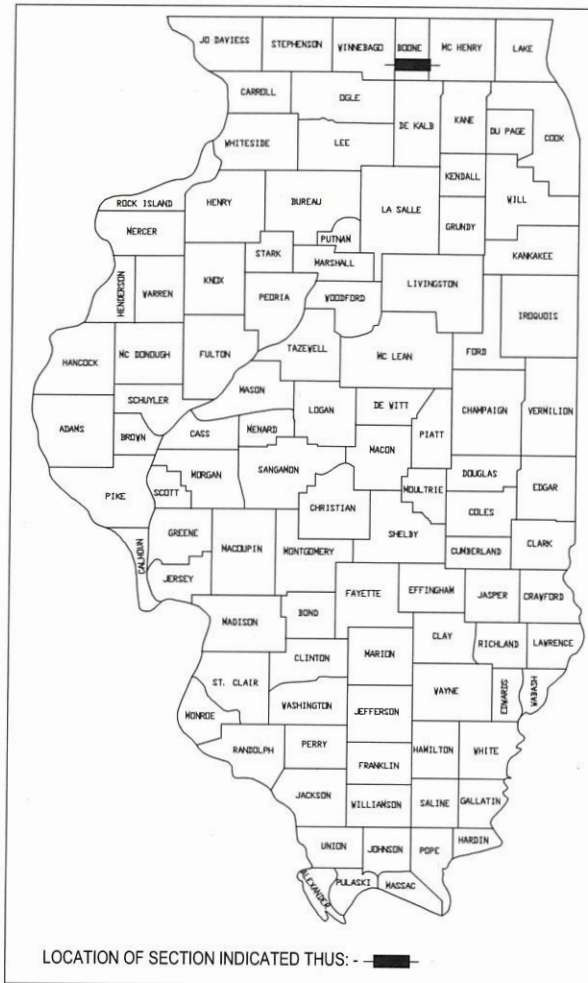 JO DAVIESS
STEPHENSON
WINNEBAGO
BOONE
MC HENRY
LAKE
CARROLL
OGLE
DE KALB
KANE
DU PAGE
COOK
WHITESIDE
LEE
KENDALL
WILL
ROCK ISLAND
HENRY
BUREAU
LA SALLE
GRUNDY
MERCER
PUTNAM
KANKAKEE
STARK
MARSHALL
HENDERSON
WARREN
KNOX
PEORIA
WOODFORD
LIVINGSTON
IROQUOIS
HANCOCK
MC DONOUGH
FULTON
TAZEWELL
MC LEAN
FORD
SCHUYLER
MASON
LOGAN
DE WITT
CHAMPAIGN
VERMILION
ADAMS
BROWN
CASS
MENARD
MACON
PIATT
PIKE
SCOTT
MORGAN
SANGAMON
CHRISTIAN
MOULTRIE
DOUGLAS
EDGAR
COLES
CALHOUN
GREENE
MACOUPIN
MONTGOMERY
SHELBY
CUMBERLAND
CLARK
JERSEY
FAYETTE
EFFINGHAM
JASPER
CRAWFORD
MADISON
BOND
CLAY
RICHLAND
LAWRENCE
CLINTON
MARION
ST. CLAIR
WAYNE
EDWARDS
WABASH
MONROE
WASHINGTON
JEFFERSON
RANDOLPH
PERRY
HAMILTON
WHITE
FRANKLIN
JACKSON
WILLIAMSON
SALINE
GALLATIN
UNION
JOHNSON
POPE
HARDIN
ALEXANDER
PULASKI
MASSAC
LOCATION OF SECTION INDICATED THUS: -